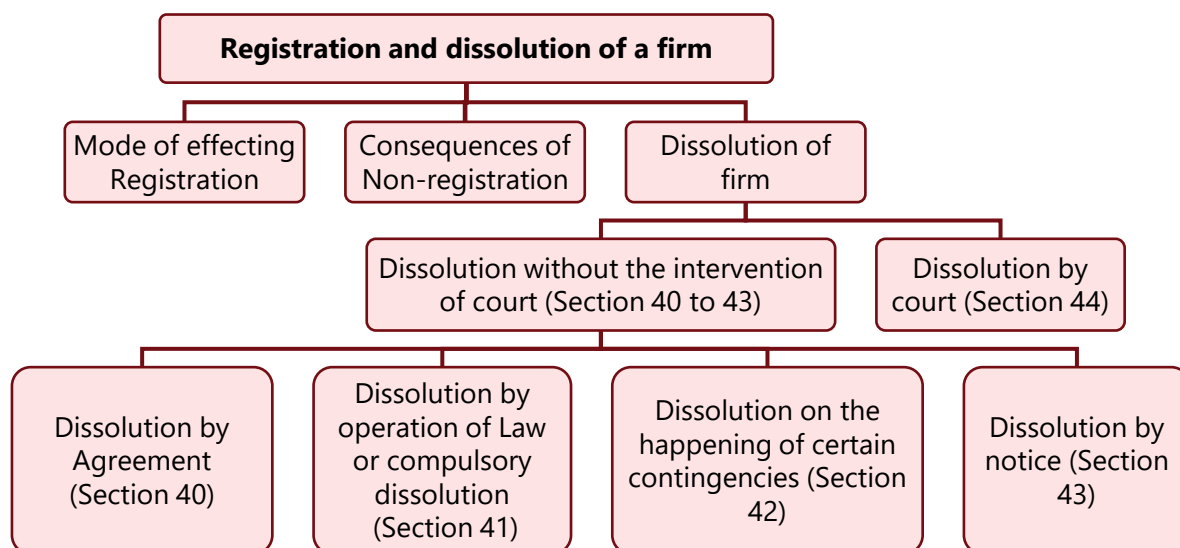 Registration and dissolution of a firm
Mode of effecting
Registration
Consequences of
Non-registration
Dissolution of
firm
Dissolution without the intervention
of court (Section 40 to 43)
Dissolution by
court (Section 44)
Dissolution by
Agreement
(Section 40)
Dissolution by
operation of Law
or compulsory
dissolution
(Section 41)
Dissolution on the
happening of certain
contingencies (Section
42)
Dissolution by
notice (Section
43)